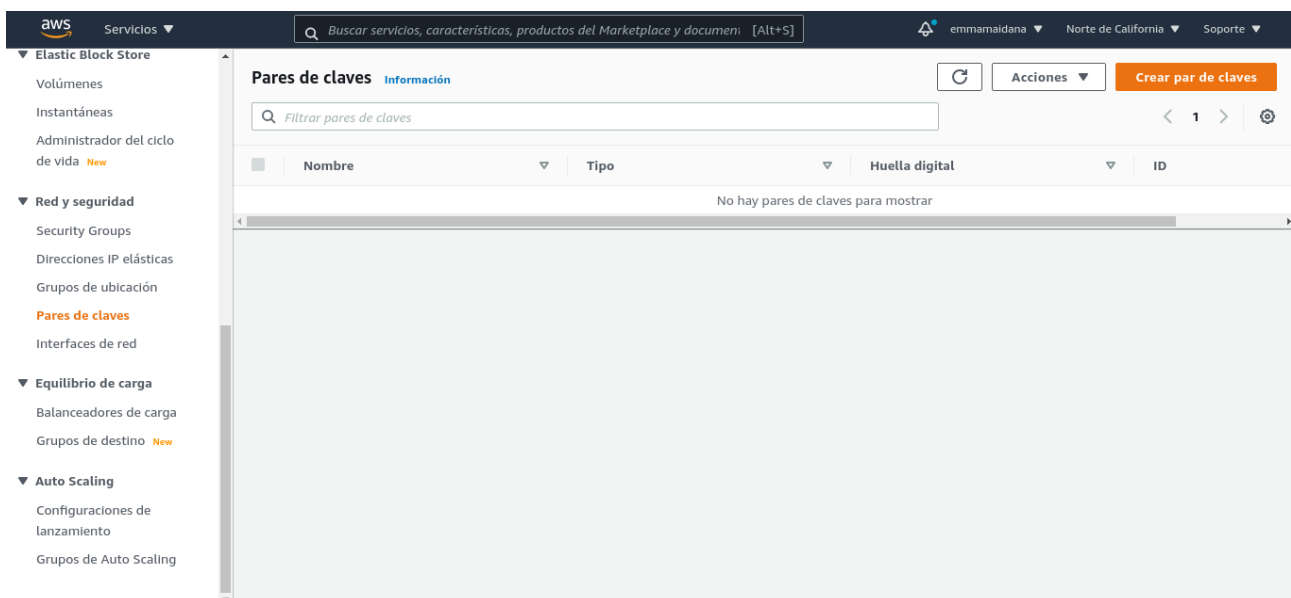 aws
Servicios ▼
Buscar servicios, características, productos del Marketplace y document [Alt+S]
emmamaidana ▼
Norte de California ▼
Soporte ▼
▼ Elastic Block Store
Volúmenes
Instantáneas
Administrador del ciclo
de vida New
▼ Red y seguridad
Security Groups
Direcciones IP elásticas
Grupos de ubicación
Pares de claves
Interfaces de red
▼ Equilibrio de carga
Balanceadores de carga
Grupos de destino New
▼ Auto Scaling
Configuraciones de
lanzamiento
Grupos de Auto Scaling
Pares de claves Información
Acciones ▼
Crear par de claves
Filtrar pares de claves
< 1 >
Nombre
Tipo
Huella digital
ID
No hay pares de claves para mostrar